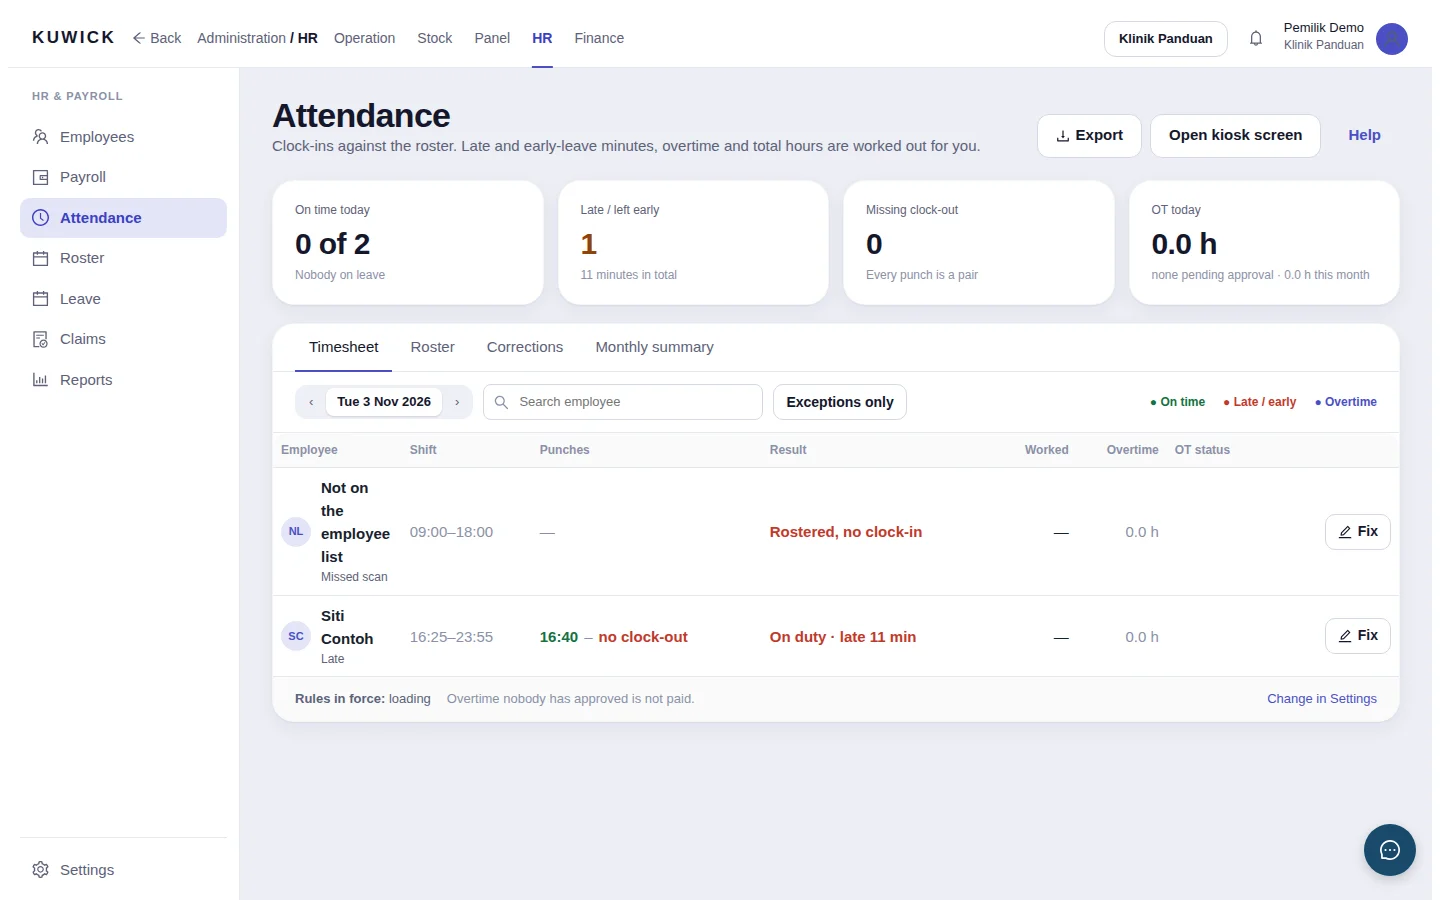 KUWICK
Back
Administration / HR
Operation
Stock
Panel
HR
Finance
Klinik Panduan
Pemilik Demo
Klinik Panduan
HR & PAYROLL
Employees
Payroll
Attendance
Roster
Leave
Claims
Reports
Settings
Attendance
Clock-ins against the roster. Late and early-leave minutes, overtime and total hours are worked out for you.
Export
Open kiosk screen
Help
On time today
0 of 2
Nobody on leave
Late / left early
1
11 minutes in total
Missing clock-out
0
Every punch is a pair
OT today
0.0 h
none pending approval · 0.0 h this month
Timesheet
Roster
Corrections
Monthly summary
‹ Tue 3 Nov 2026 ›
Search employee
Exceptions only
● On time
● Late / early
● Overtime
Employee Shift Punches Result Worked Overtime OT status
NL
Not on
the
employee
list
Missed scan
09:00–18:00
—
Rostered, no clock-in
—
0.0 h
Fix
SC
Siti
Contoh
Late
16:25–23:55
16:40 – no clock-out
On duty · late 11 min
—
0.0 h
Fix
Rules in force: loading
Overtime nobody has approved is not paid.
Change in Settings